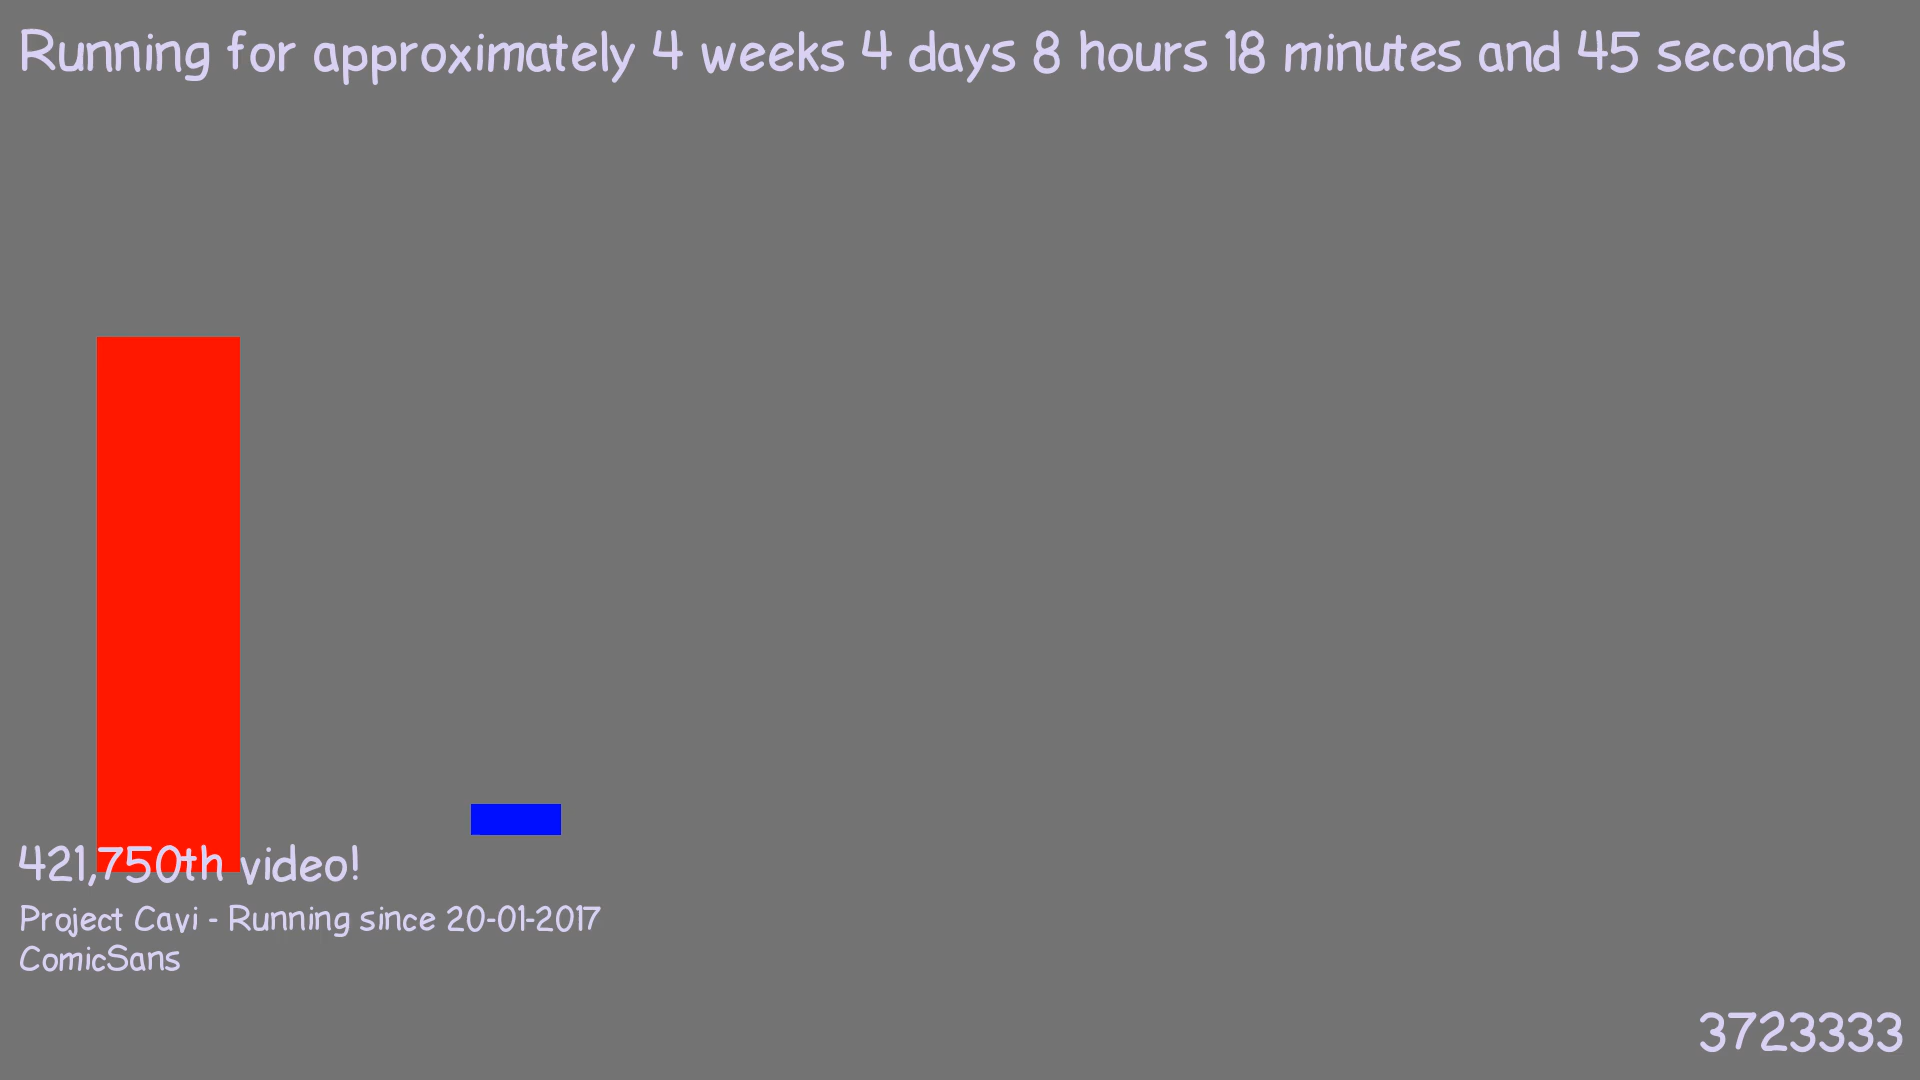 Running for approximately 4 weeks 4 days 8 hours 18 minutes and 45 seconds
421,750th video!
Project Cavi - Running since 20-01-2017
ComicSans
3723333